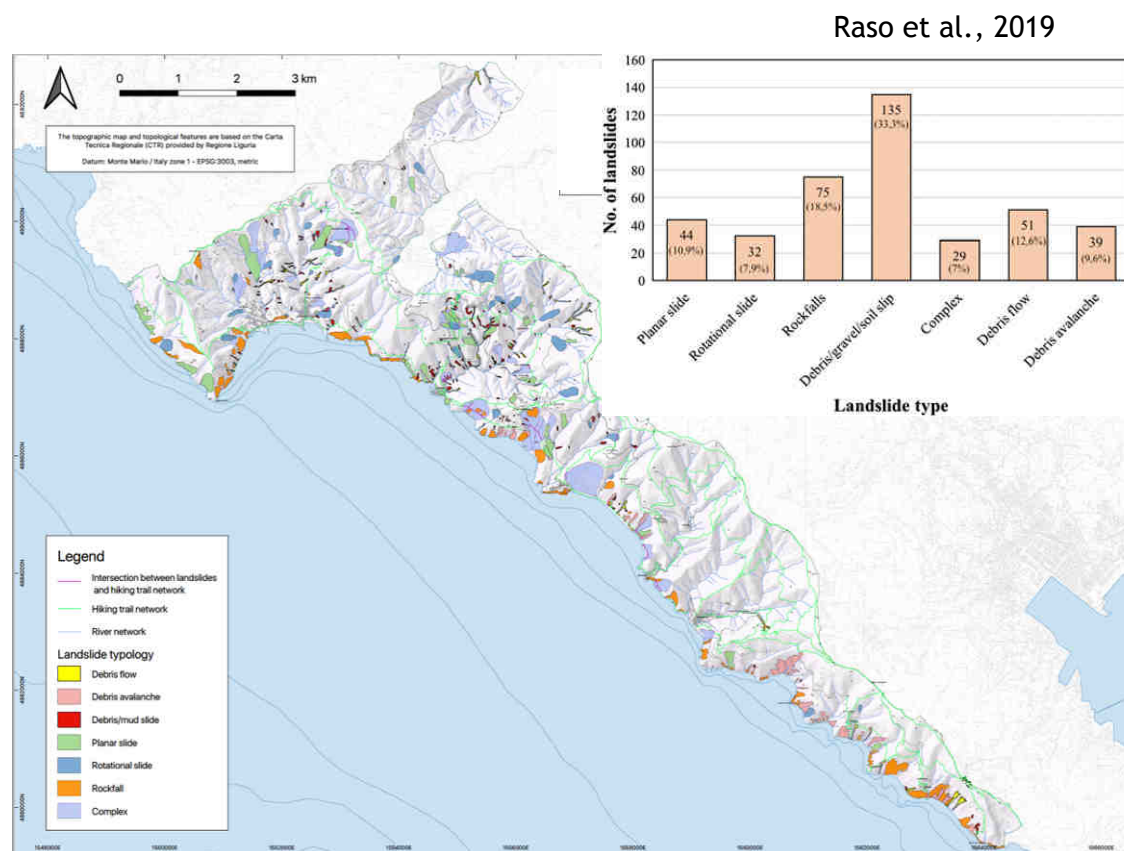 Raso et al., 2019
0 1 2 3 km
The topographic map and topological features are based on the Carta
Tecnica Regionale (CTR) provided by Regione Liguria
Datum: Monte Mario / Italy zone 1 - EPSG:3003, metric
No. of landslides
160
140
120
100
80
60
40
20
0
44
(10,9%)
32
(7,9%)
75
(18,5%)
135
(33,3%)
29
(7%)
51
(12,6%)
39
(9,6%)
Planar slide
Rotational slide
Rockfalls
Debris/gravel/soil slip
Complex
Debris flow
Debris avalanche
Landslide type
Legend
Intersection between landslides
and hiking trail network
Hiking trail network
River network
Landslide typology
Debris flow
Debris avalanche
Debris/mud slide
Planar slide
Rotational slide
Rockfall
Complex